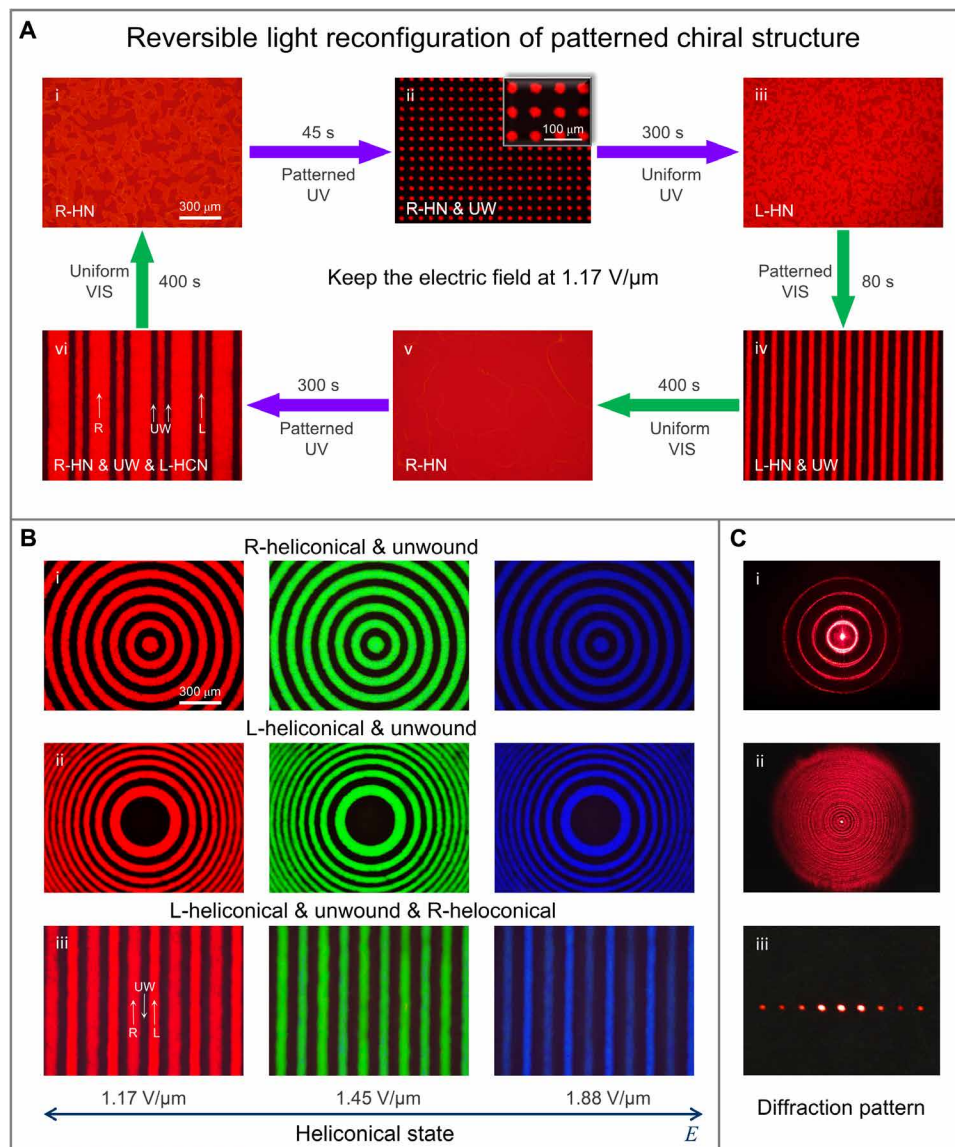 A
Reversible light reconfiguration of patterned chiral structure
i
R-HN
300 μm
45 s
Patterned
UV
ii
100 μm
R-HN & UW
300 s
Uniform
UV
iii
L-HN
Uniform
VIS
400 s
Keep the electric field at 1.17 V/μm
Patterned
VIS
80 s
vi
R
UW
L
R-HN & UW & L-HCN
300 s
Patterned
UV
v
R-HN
400 s
Uniform
VIS
iv
L-HN & UW
B
R-heliconical & unwound
i
300 μm
L-heliconical & unwound
ii
L-heliconical & unwound & R-heloconical
iii
UW
R
L
1.17 V/μm
1.45 V/μm
1.88 V/μm
Heliconical state
E
C
i
ii
iii
Diffraction pattern